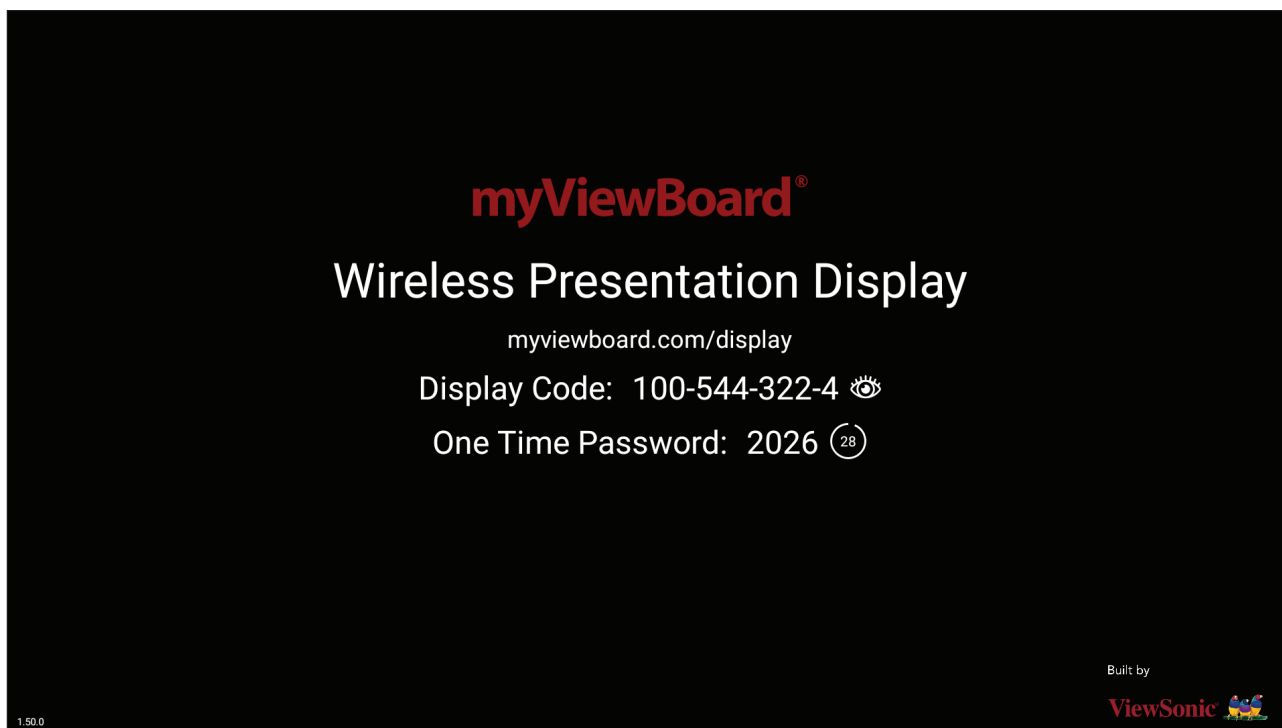 myViewBoard®
Wireless Presentation Display
myviewboard.com/display
Display Code: 100-544-322-4
One Time Password: 2026 28
Built by
ViewSonic
1.50.0